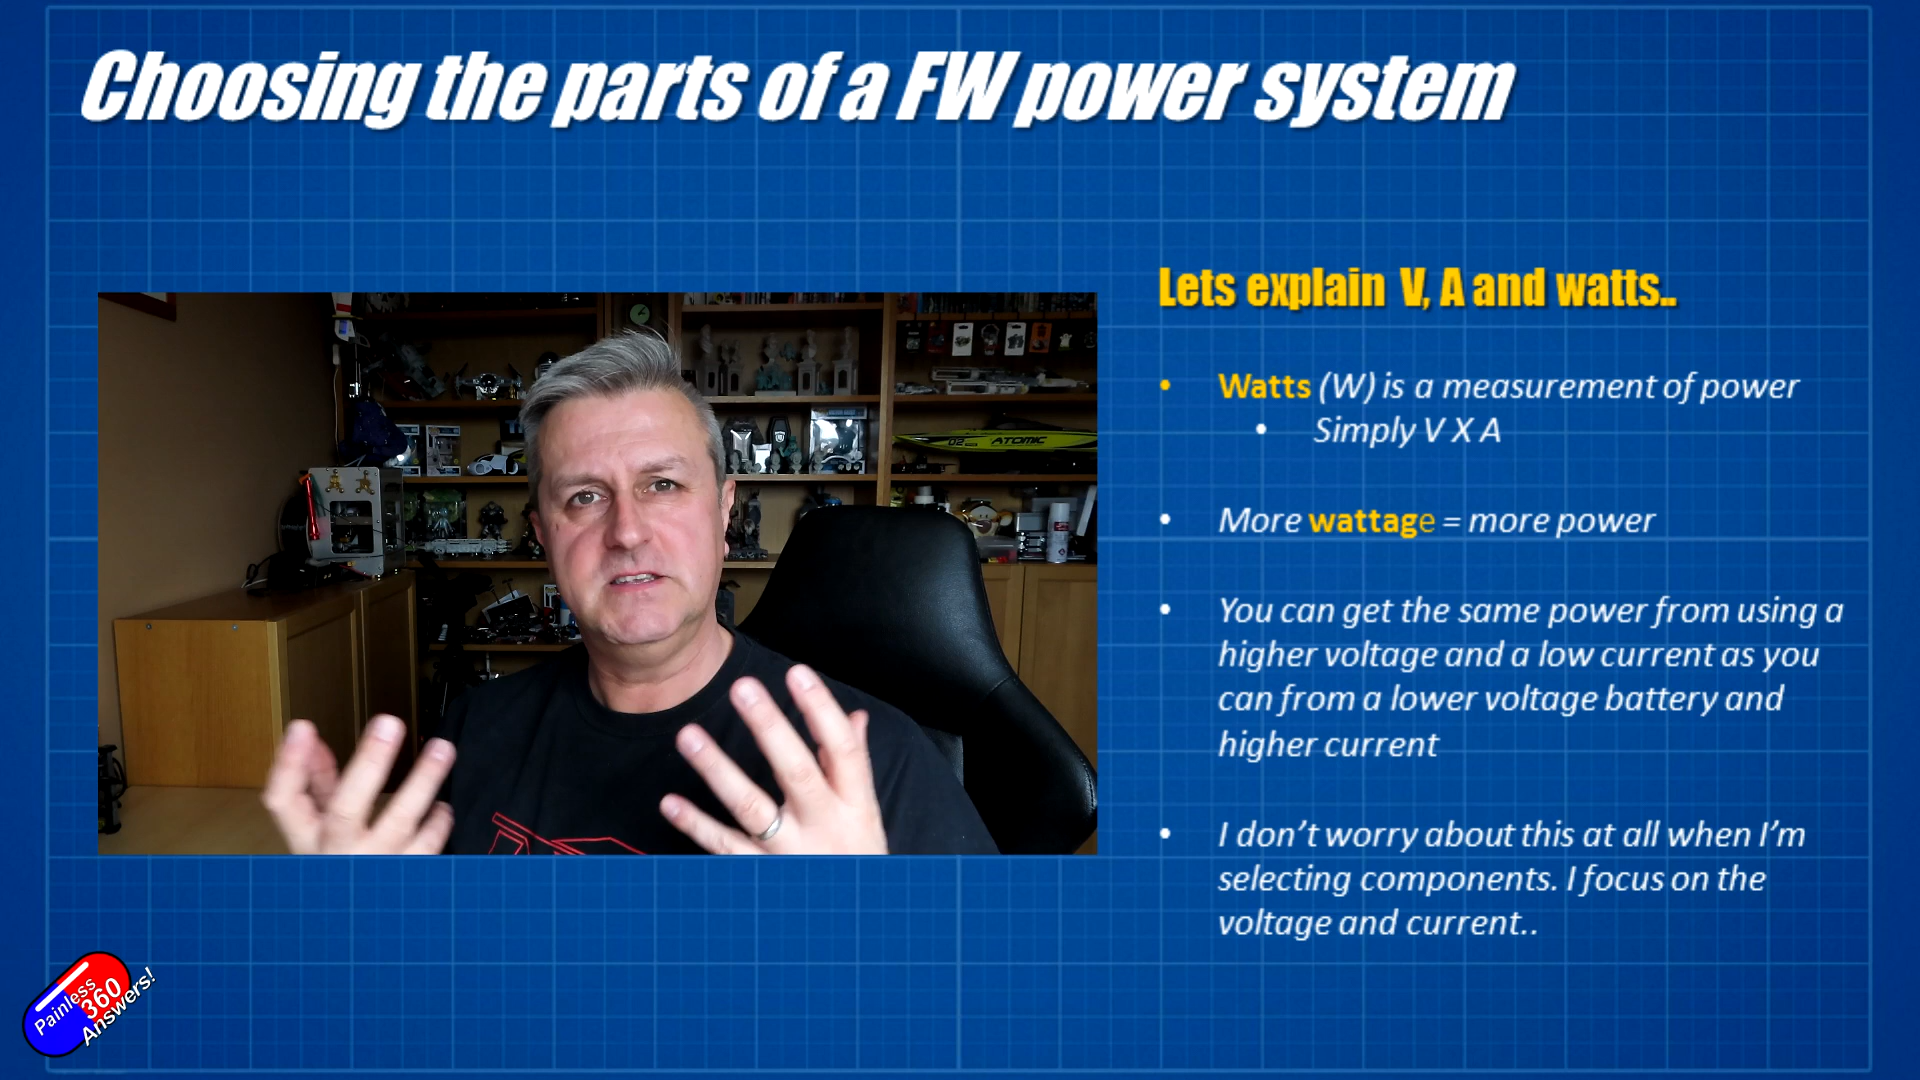 Choosing the parts of a FW power system
Lets explain V, A and watts..
• Watts (W) is a measurement of power
• Simply V X A
• More wattage = more power
• You can get the same power from using a
higher voltage and a low current as you
can from a lower voltage battery and
higher current
• I don’t worry about this at all when I’m
selecting components. I focus on the
voltage and current..
02 ATOMIC
Painless
360
Answers!